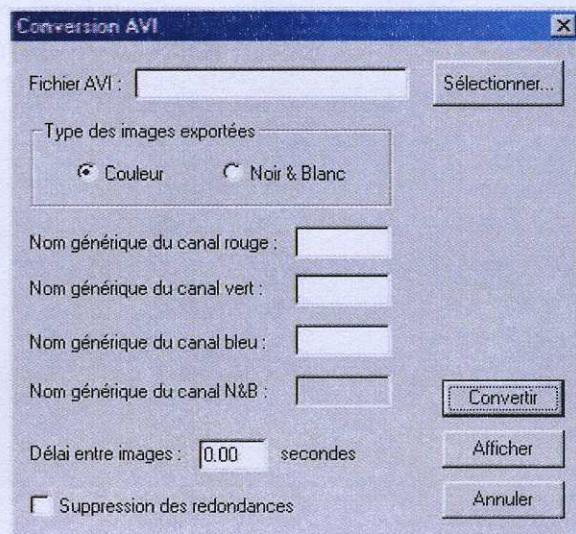 Conversion AVI
Fichier AVI :
Sélectionner...
Type des images exportées
Couleur
Noir & Blanc
Nom générique du canal rouge :
Nom générique du canal vert :
Nom générique du canal bleu :
Nom générique du canal N&B :
Convertir
Délai entre images : 0.00 secondes
Afficher
Suppression des redondances
Annuler